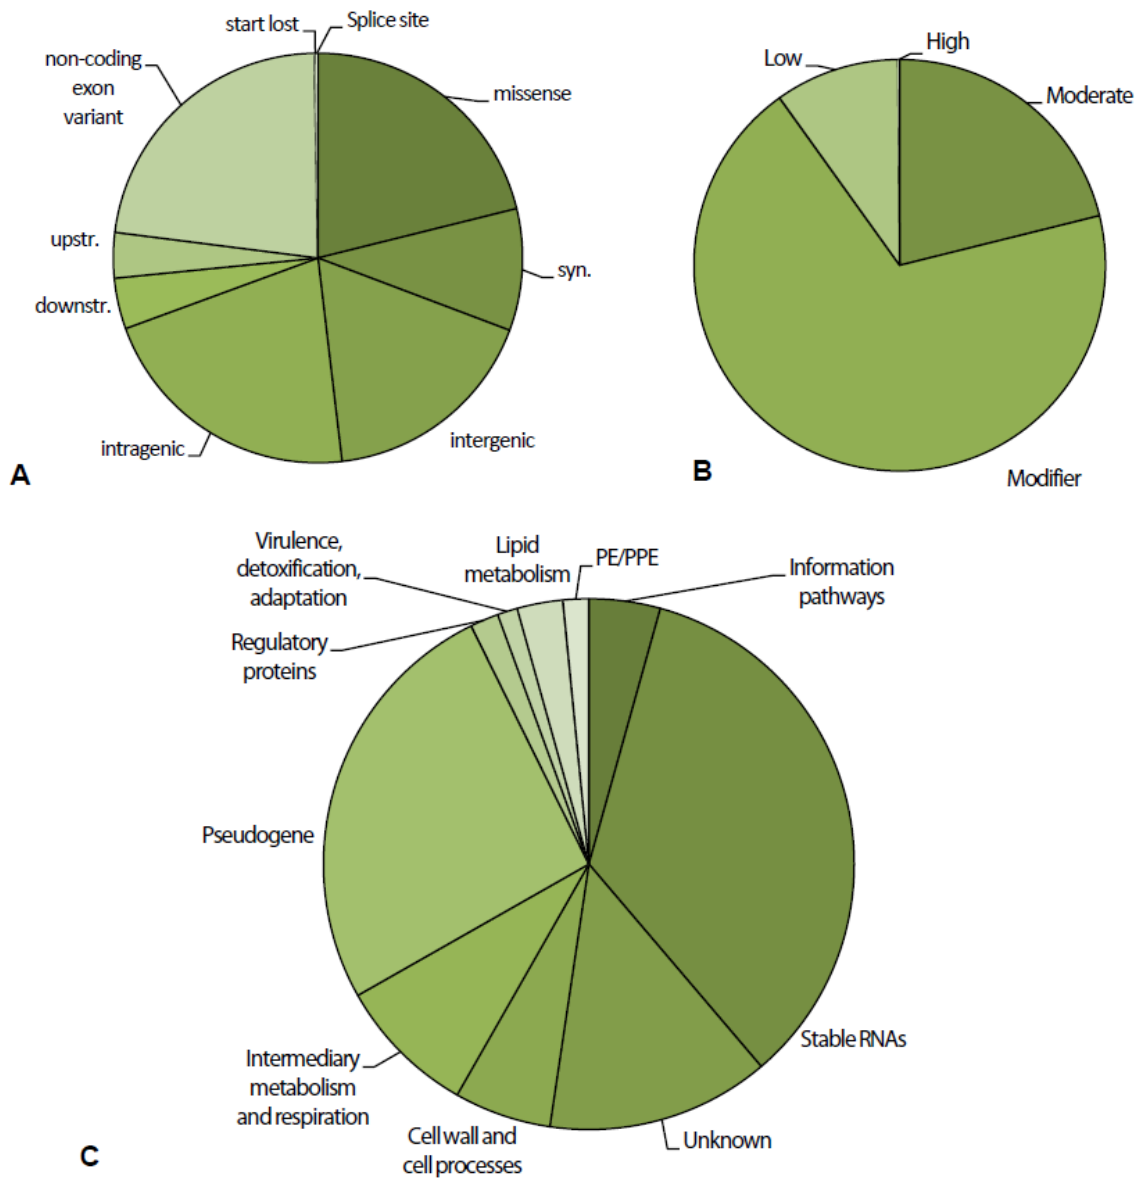 start lost
Splice site
non-coding
exon
variant
missense
upstr.
syn.
downstr.
intragenic
intergenic
A
Low
High
Moderate
B
Modifier
Virulence,
detoxification,
adaptation
Lipid
metabolism
PE/PPE
Information
pathways
Regulatory
proteins
Pseudogene
Stable RNAs
Intermediary
metabolism
and respiration
Cell wall and
cell processes
Unknown
C